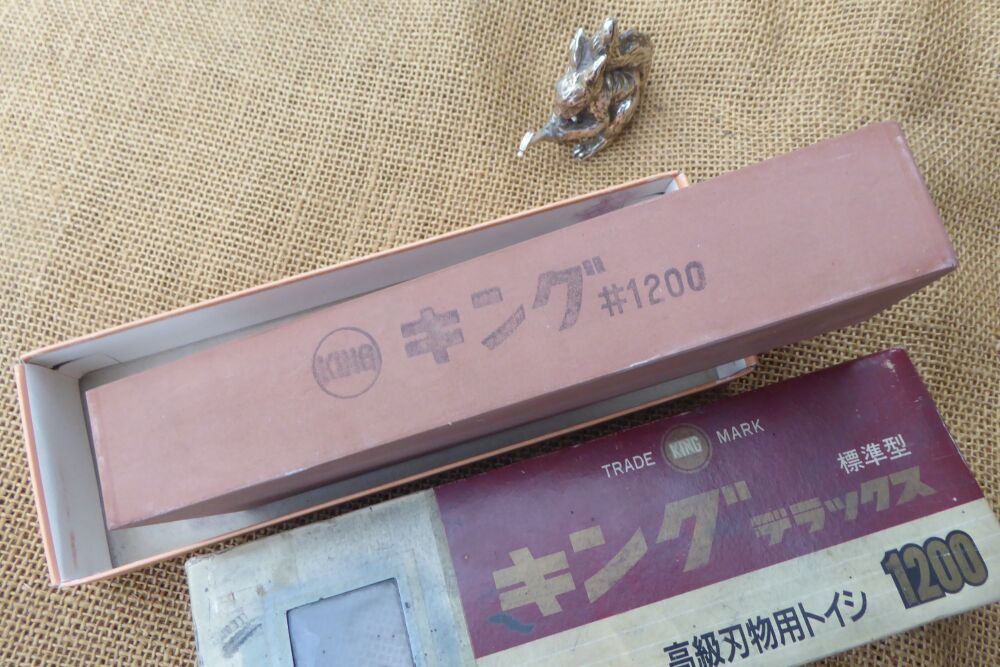 KING キング #1200
TRADE KING MARK
標準型
キング デラックス
1200
高級刃物用トイシ